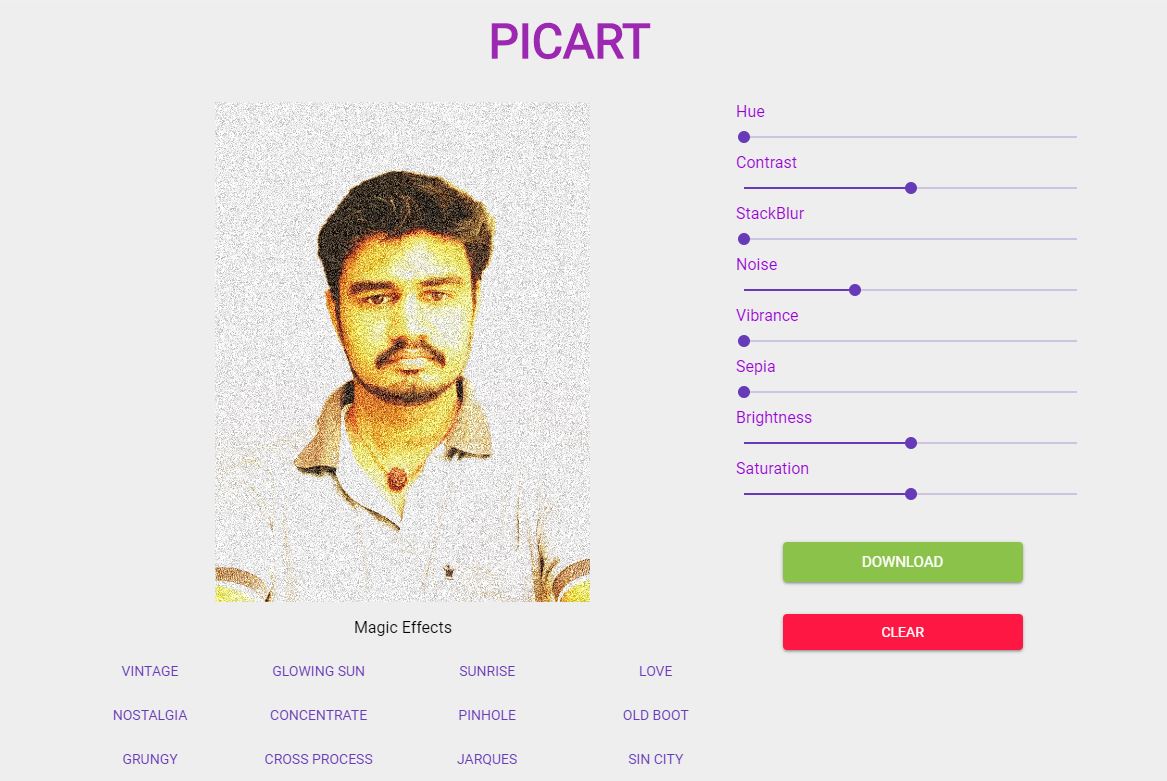 PICART
Hue
Contrast
StackBlur
Noise
Vibrance
Sepia
Brightness
Saturation
DOWNLOAD
CLEAR
Magic Effects
VINTAGE GLOWING SUN SUNRISE LOVE
NOSTALGIA CONCENTRATE PINHOLE OLD BOOT
GRUNGY CROSS PROCESS JARQUES SIN CITY